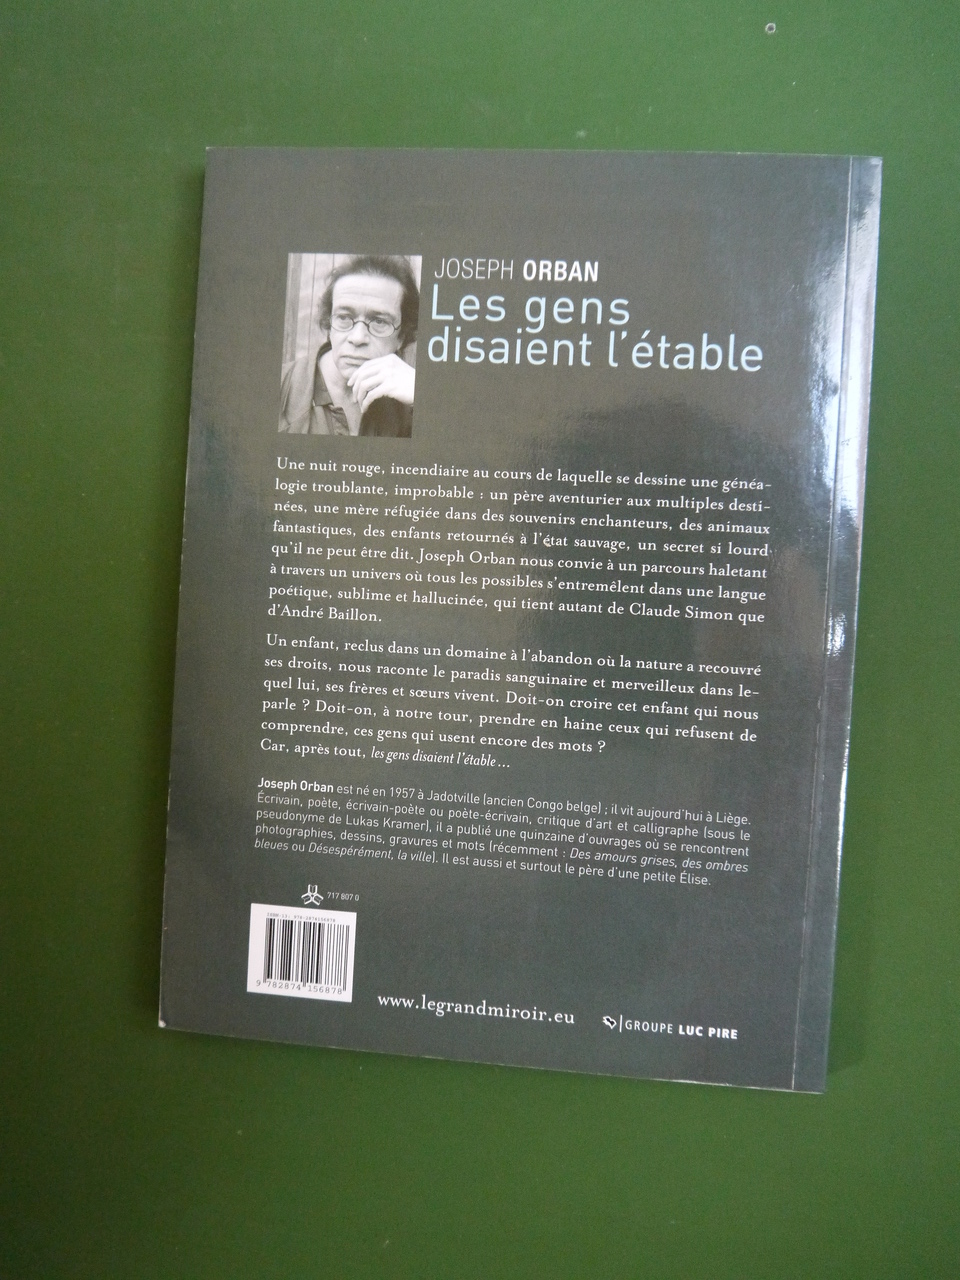 JOSEPH ORBAN
Les gens
disaient l'étable
Une nuit rouge, incendiaire au cours de laquelle se dessine une généa-
logie troublante, improbable : un père aventurier aux multiples desti-
nées, une mère réfugiée dans des souvenirs enchanteurs, des animaux
fantastiques, des enfants retournés à l'état sauvage, un secret si lourd
qu'il ne peut être dit. Joseph Orban nous convie à un parcours haletant
à travers un univers où tous les possibles s'entremêlent dans une langue
poétique, sublime et hallucinée, qui tient autant de Claude Simon que
d'André Baillon.
Un enfant, reclus dans un domaine à l'abandon où la nature a recouvré
ses droits, nous raconte le paradis sanguinaire et merveilleux dans le-
quel lui, ses frères et sœurs vivent. Doit-on croire cet enfant qui nous
parle ? Doit-on, à notre tour, prendre en haine ceux qui refusent de
comprendre, ces gens qui usent encore des mots ?
Car, après tout, les gens disaient l'étable...
Joseph Orban est né en 1957 à Jadotville (ancien Congo belge) ; il vit aujourd'hui à Liège.
Écrivain, poète, écrivain-poète ou poète-écrivain, critique d'art et calligraphe (sous le
pseudonyme de Lukas Kramer), il a publié une quinzaine d'ouvrages où se rencontrent
photographies, dessins, gravures et mots (récemment : Des amours grises, des ombres
bleues ou Désespérément, la ville). Il est aussi et surtout le père d'une petite Élise.
717 807 0
ISBN-13: 978-2874156878
9 782874 156878
www.legrandmiroir.eu
GROUPE LUC PIRE